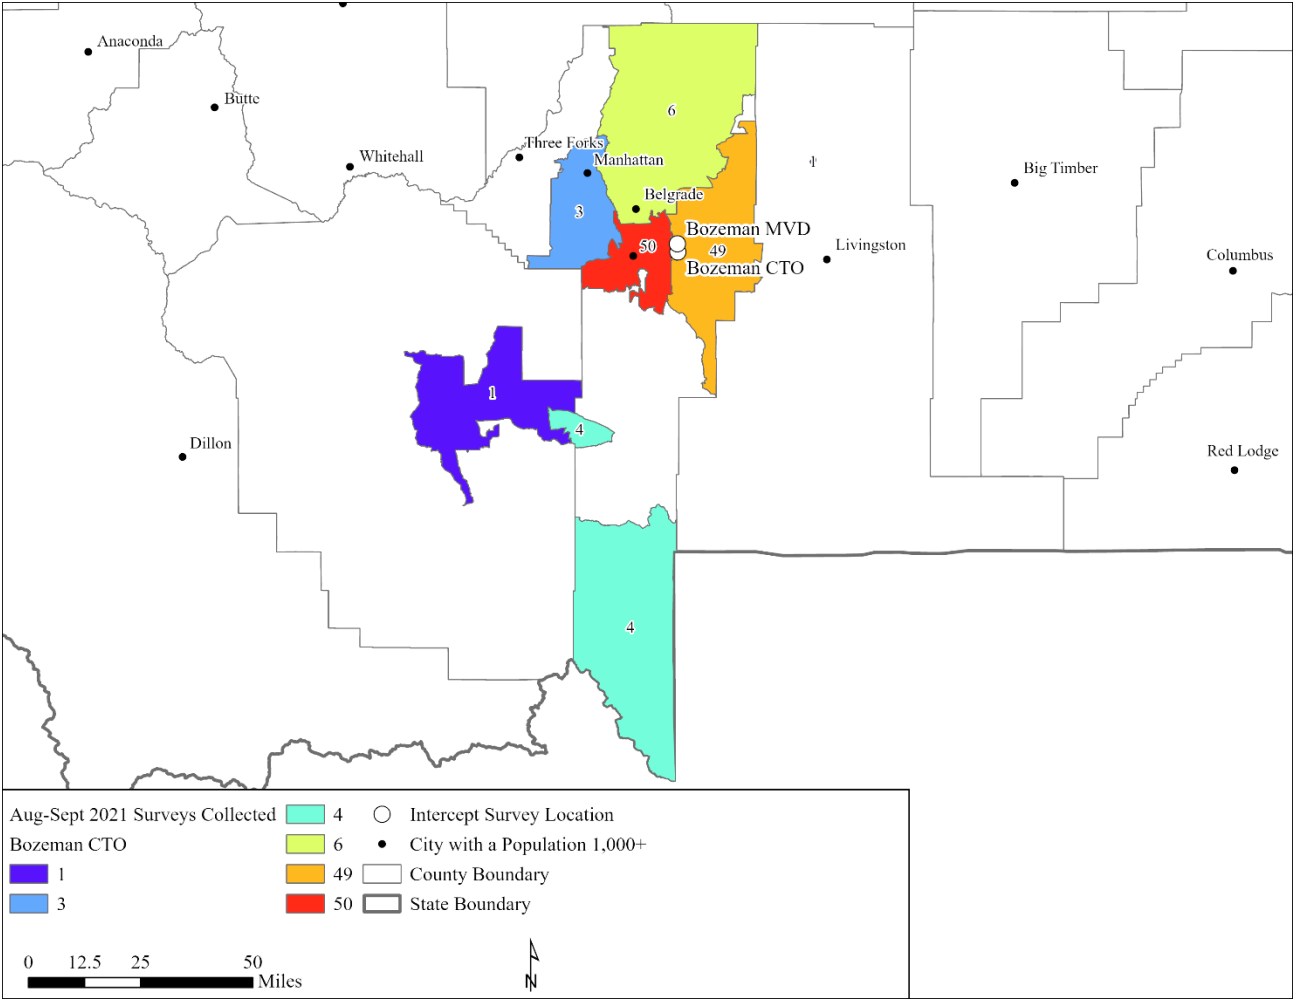 Anaconda
Butte
6
Three Forks
Whitehall
Manhattan
1
Big Timber
Belgrade
3
Bozeman MVD
50
49
Livingston
Bozeman CTO
Columbus
1
4
Dillon
Red Lodge
4
Aug-Sept 2021 Surveys Collected
Bozeman CTO
1
3
4
6
49
50
Intercept Survey Location
City with a Population 1,000+
County Boundary
State Boundary
0 12.5 25 50
Miles
N